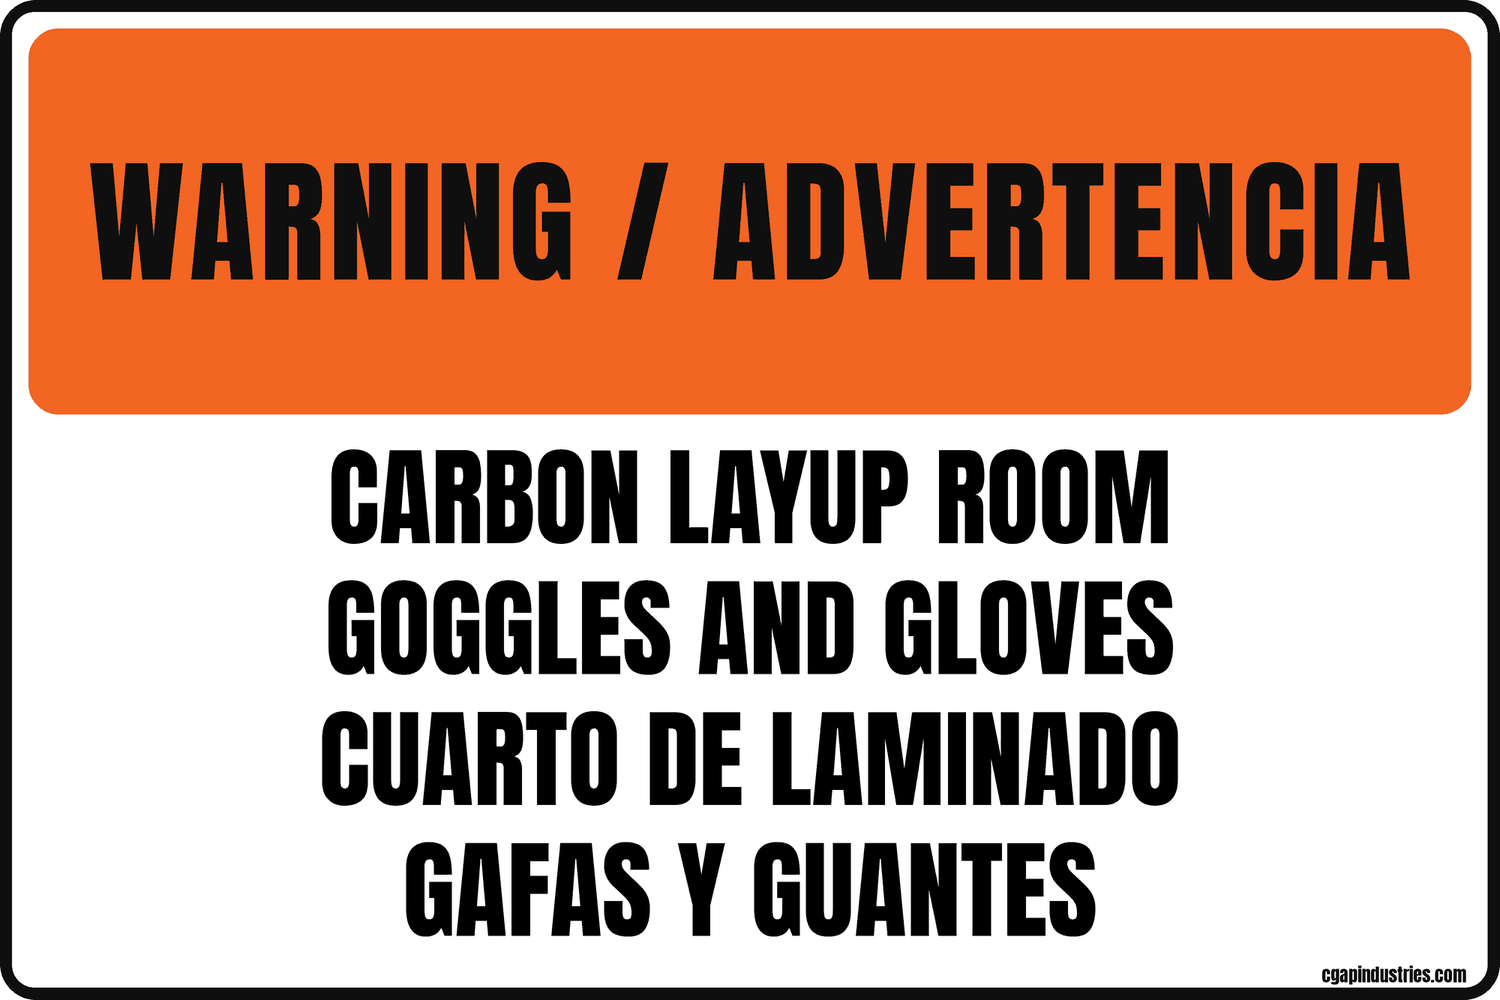 WARNING / ADVERTENCIA
CARBON LAYUP ROOM
GOGGLES AND GLOVES
CUARTO DE LAMINADO
GAFAS Y GUANTES
cgapindustries.com